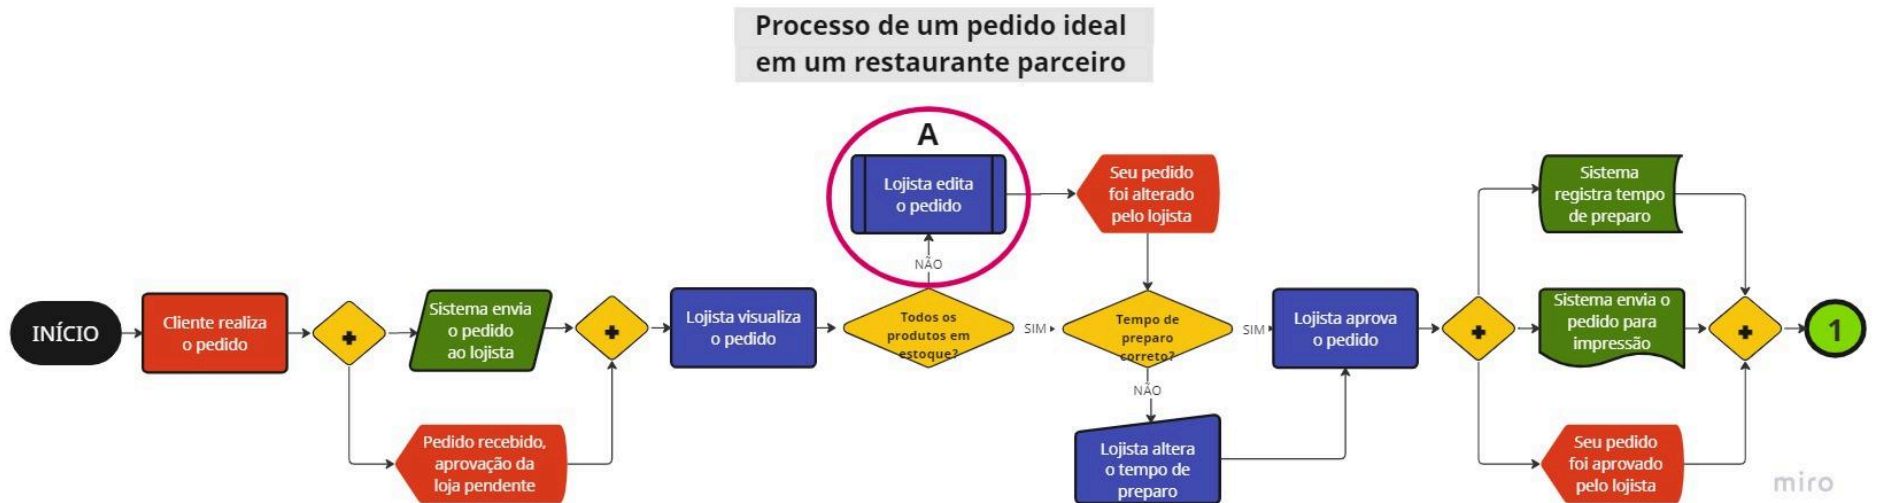 Processo de um pedido ideal
em um restaurante parceiro
A
Lojista edita
o pedido
Seu pedido
foi alterado
pelo lojista
Sistema
registra tempo
de preparo
NÃO
INÍCIO
Cliente realiza
o pedido
+
Sistema envia
o pedido
ao lojista
+
Lojista visualiza
o pedido
Todos os
produtos em
estoque?
SIM
Tempo de
preparo
correto?
SIM
Lojista aprova
o pedido
+
Sistema envia o
pedido para
impressão
+
1
NÃO
Pedido recebido,
aprovação da
loja pendente
Lojista altera
o tempo de
preparo
Seu pedido
foi aprovado
pelo lojista
miro